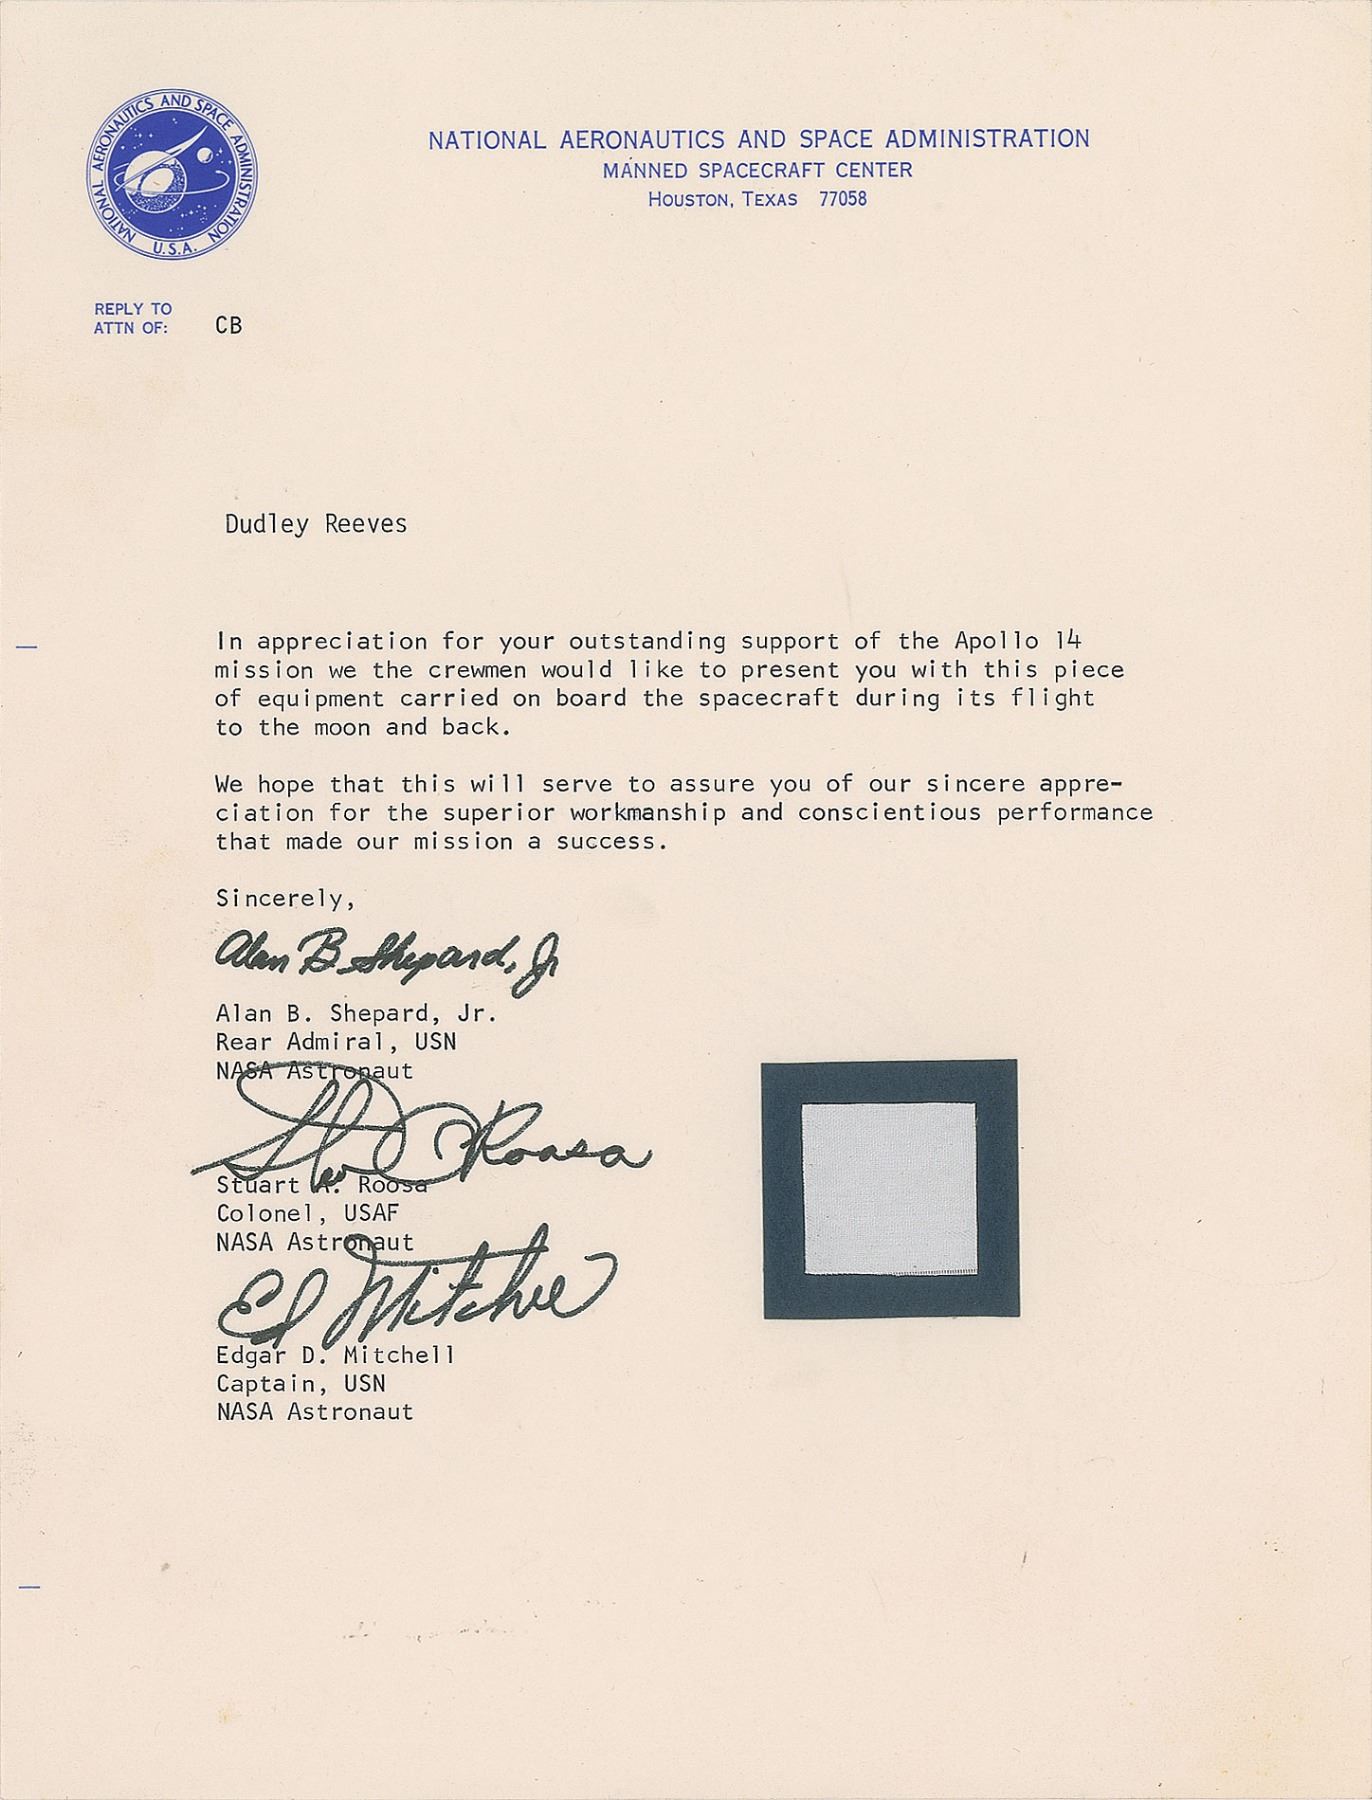 NATIONAL AERONAUTICS AND SPACE ADMINISTRATION
U.S.A.
NATIONAL AERONAUTICS AND SPACE ADMINISTRATION
MANNED SPACECRAFT CENTER
HOUSTON, TEXAS 77058
REPLY TO
ATTN OF: CB
Dudley Reeves
In appreciation for your outstanding support of the Apollo 14
mission we the crewmen would like to present you with this piece
of equipment carried on board the spacecraft during its flight
to the moon and back.
We hope that this will serve to assure you of our sincere appre-
ciation for the superior workmanship and conscientious performance
that made our mission a success.
Sincerely,
Alan B. Shepard, Jr
Alan B. Shepard, Jr.
Rear Admiral, USN
NASA Astronaut
Stu Roosa
Stuart A. Roosa
Colonel, USAF
NASA Astronaut
Ed Mitchell
Edgar D. Mitchell
Captain, USN
NASA Astronaut